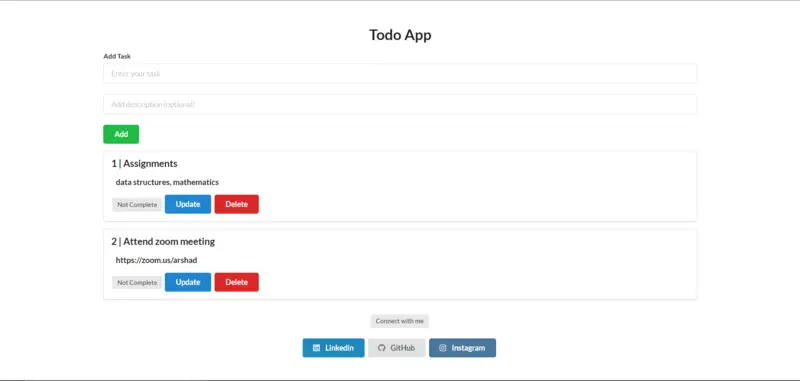 Todo App
Add Task
Enter your task
Add description (optional)
Add
1 | Assignments
data structures, mathematics
Not Complete Update Delete
2 | Attend zoom meeting
https://zoom.us/arshad
Not Complete Update Delete
Connect with me
Linkedin GitHub Instagram